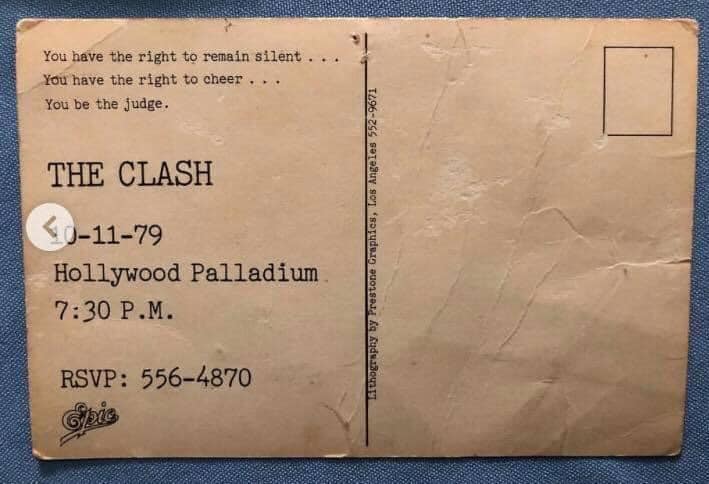 You have the right to remain silent . . .
You have the right to cheer . . .
You be the judge.
THE CLASH
10-11-79
Hollywood Palladium
7:30 P.M.
RSVP: 556-4870
Epic
Lithography by Prestone Graphics, Los Angeles 552-9671